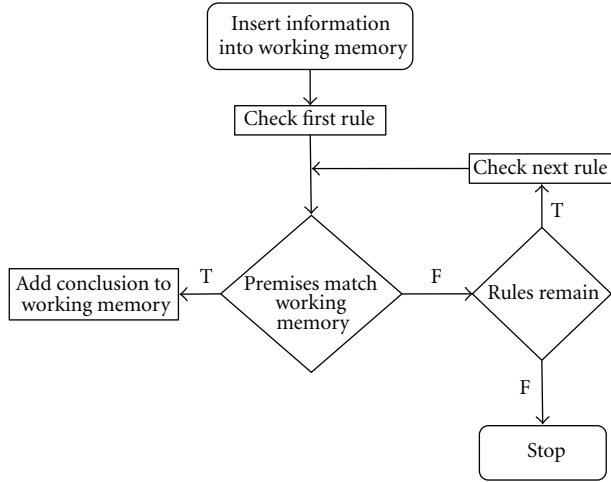 Insert information
into working memory
Check first rule
Check next rule
T
Add conclusion to
working memory
T
Premises match
working
memory
F
Rules remain
F
Stop